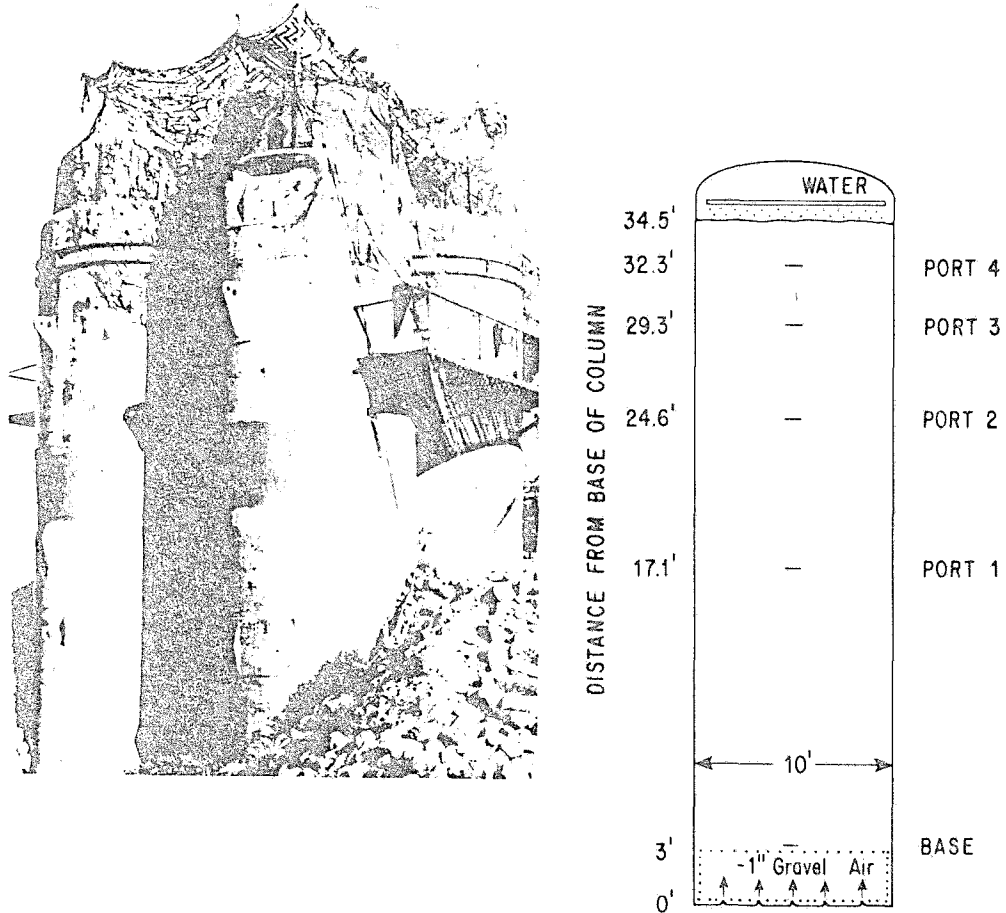 WATER
34.5'
32.3' PORT 4
29.3' PORT 3
24.6' PORT 2
17.1' PORT 1
DISTANCE FROM BASE OF COLUMN
10'
BASE
3'
-1" Gravel Air
0'